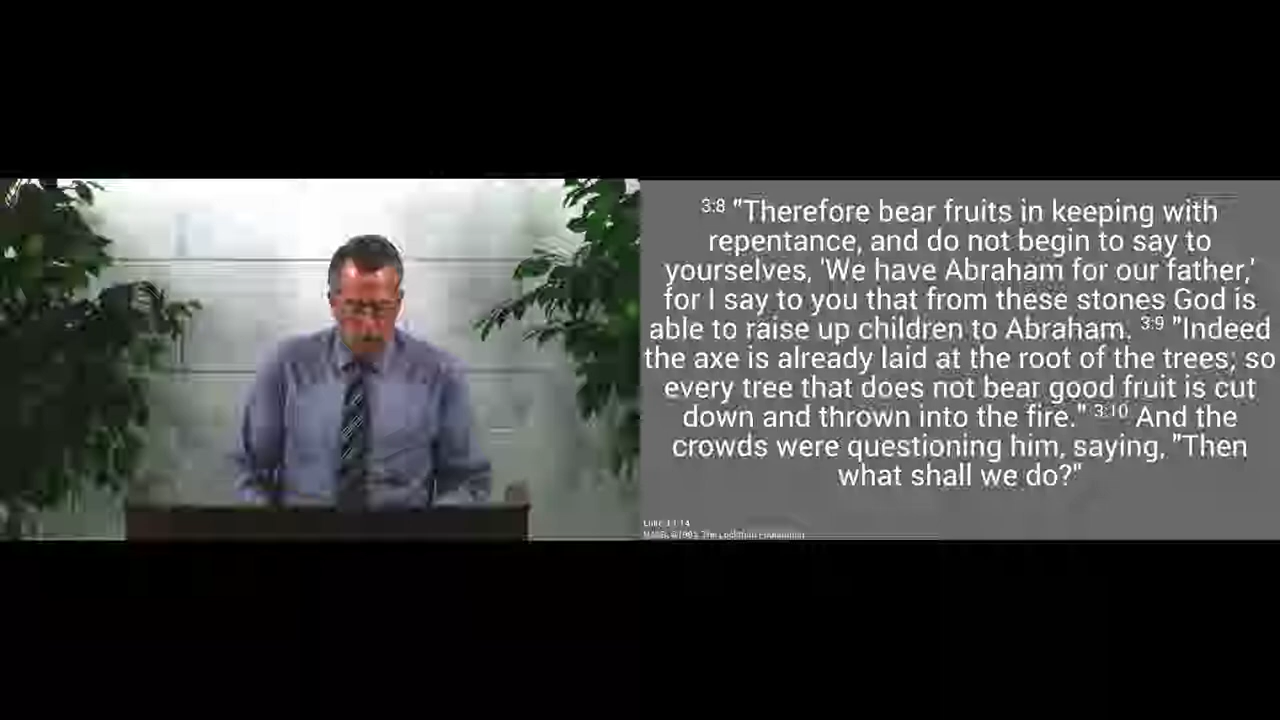 3:8 "Therefore bear fruits in keeping with
repentance, and do not begin to say to
yourselves, 'We have Abraham for our father,'
for I say to you that from these stones God is
able to raise up children to Abraham. 3:9 "Indeed
the axe is already laid at the root of the trees; so
every tree that does not bear good fruit is cut
down and thrown into the fire." 3:10 And the
crowds were questioning him, saying, "Then
what shall we do?"
The Lockman Foundation